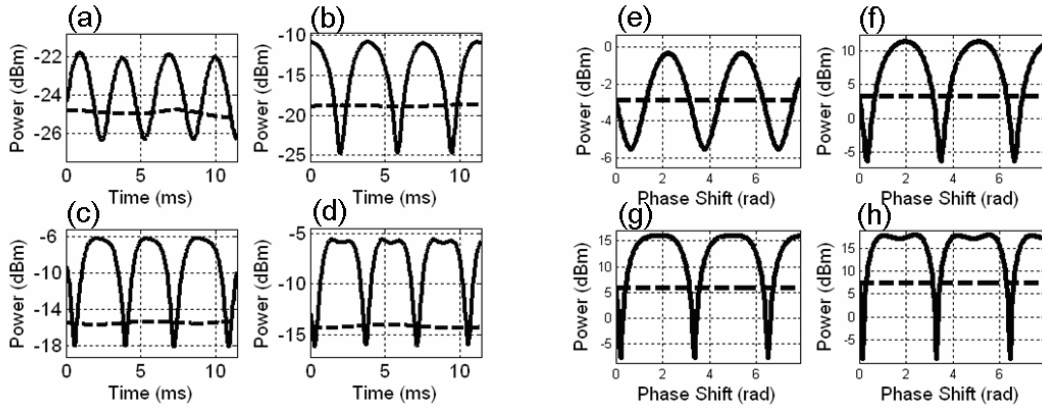 (a)
Power (dBm)
-22
-24
-26
0 5 10
Time (ms)
(b)
Power (dBm)
-10
-15
-20
-25
0 5 10
Time (ms)
(c)
Power (dBm)
-6
-10
-14
-18
0 5 10
Time (ms)
(d)
Power (dBm)
-5
-10
-15
0 5 10
Time (ms)
(e)
Power (dBm)
0
-2
-4
-6
0 2 4 6
Phase Shift (rad)
(f)
Power (dBm)
10
5
0
-5
0 2 4 6
Phase Shift (rad)
(g)
Power (dBm)
15
10
5
0
-5
0 2 4 6
Phase Shift (rad)
(h)
Power (dBm)
15
10
5
0
-5
0 2 4 6
Phase Shift (rad)